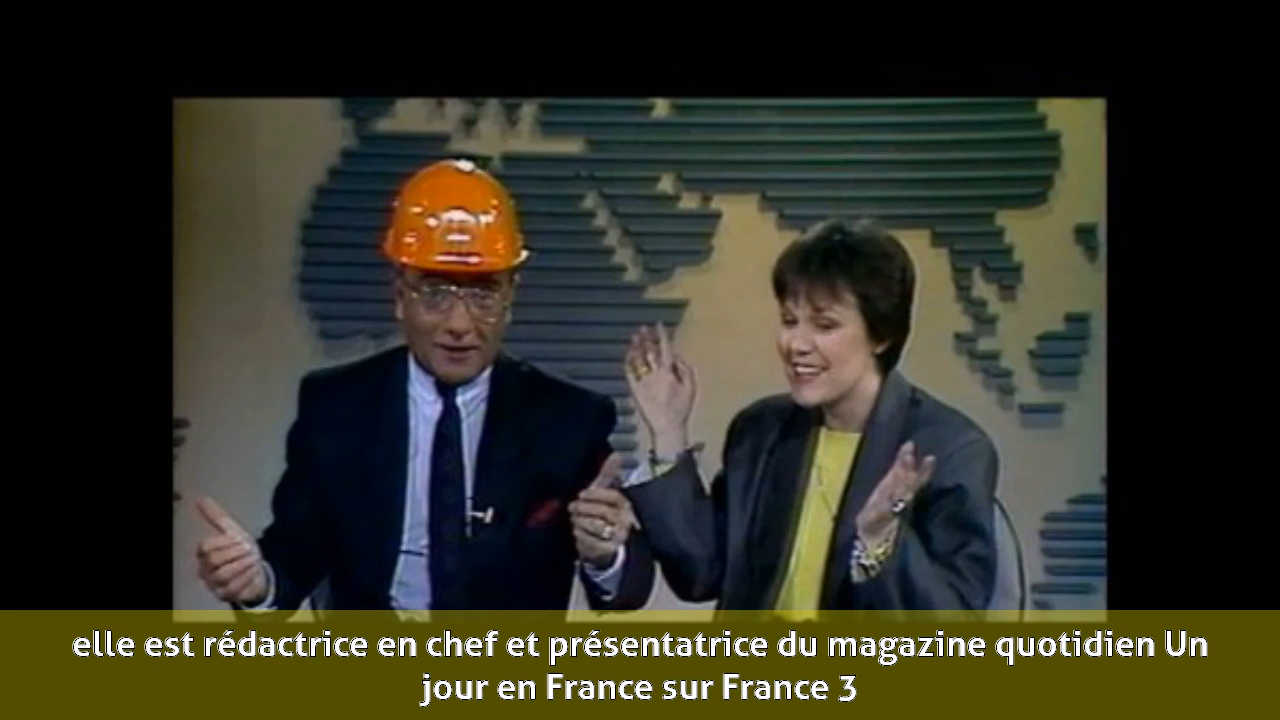 elle est rédactrice en chef et présentatrice du magazine quotidien Un
jour en France sur France 3